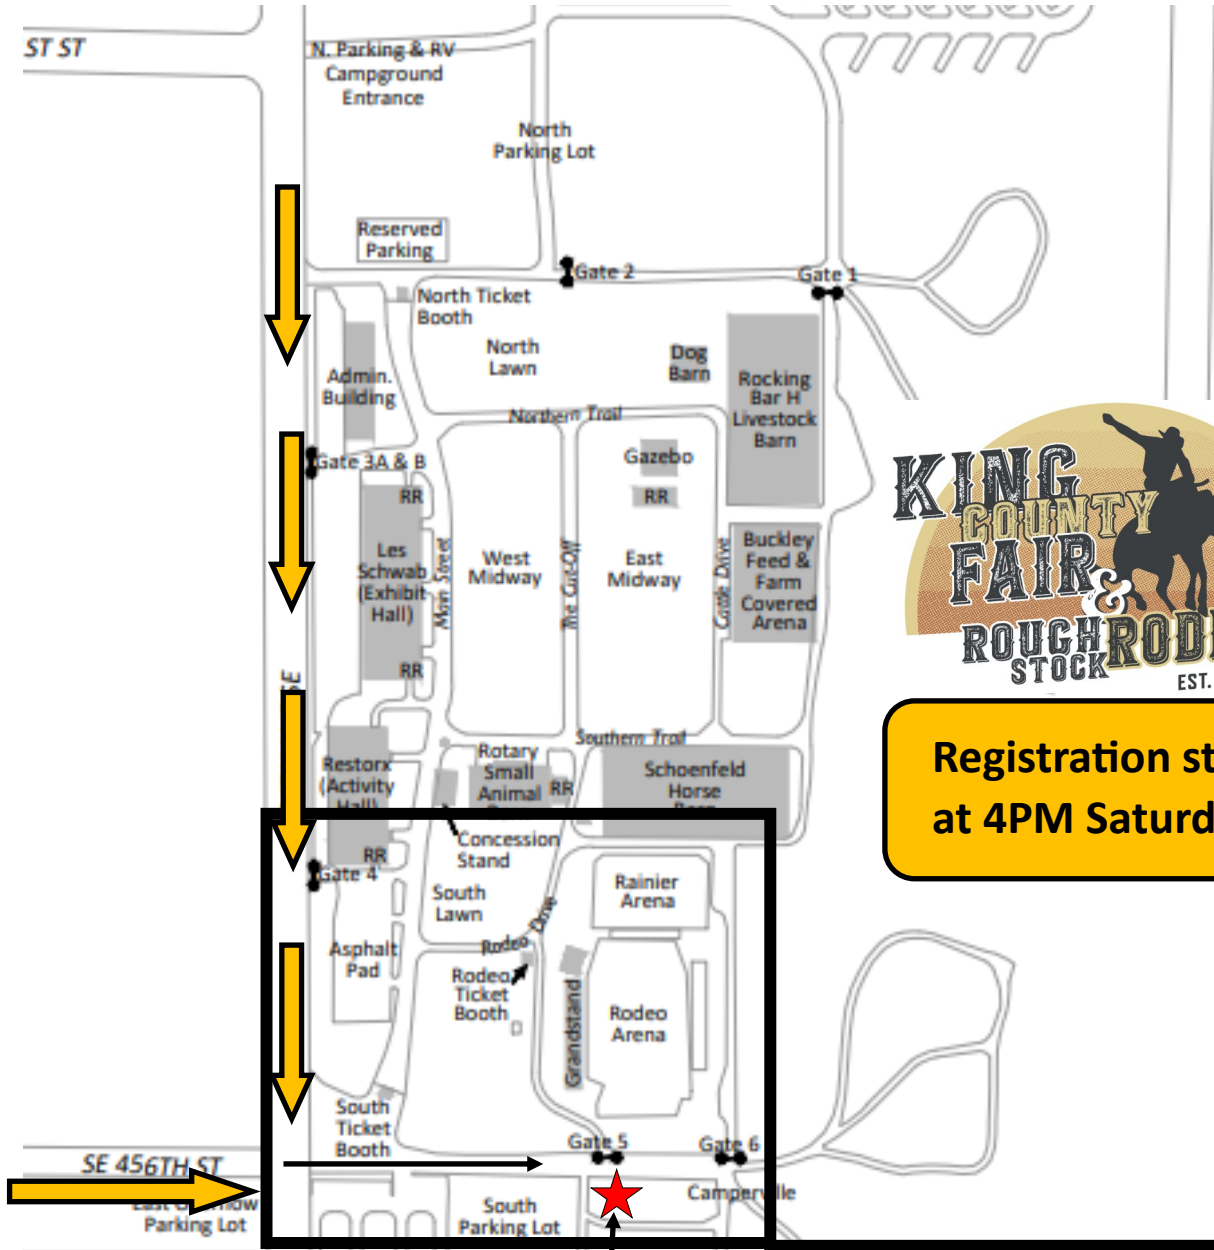 ST ST
N. Parking & RV
Campground
Entrance
North
Parking Lot
Reserved
Parking
Gate 2
Gate 1
North Ticket
Booth
North
Lawn
Dog
Barn
Admin.
Building
Rocking
Bar H
Livestock
Barn
Northern Trail
Gate 3A & B
Gazebo
RR
RR
KING
COUNTY
FAIR
&
ROUGH
STOCK
EST.
Les
Schwab
(Exhibit
Hall)
Main Street
West
Midway
The Cut-Off
East
Midway
Cattle Drive
Buckley
Feed &
Farm
Covered
Arena
RR
SE
Southern Trail
Restorx
(Activity
Hall)
Rotary
Small
Animal
RR
Schoenfeld
Horse
Registration
at 4PM
Concession
Stand
RR
Gate 4
South
Lawn
Rainier
Arena
Rodeo Drive
Asphalt
Pad
Rodeo
Ticket
Booth
Grandstand
Rodeo
Arena
South
Ticket
Booth
Gate 5
Gate 6
SE 456TH ST
Parking Lot
South
Parking Lot
Camperville